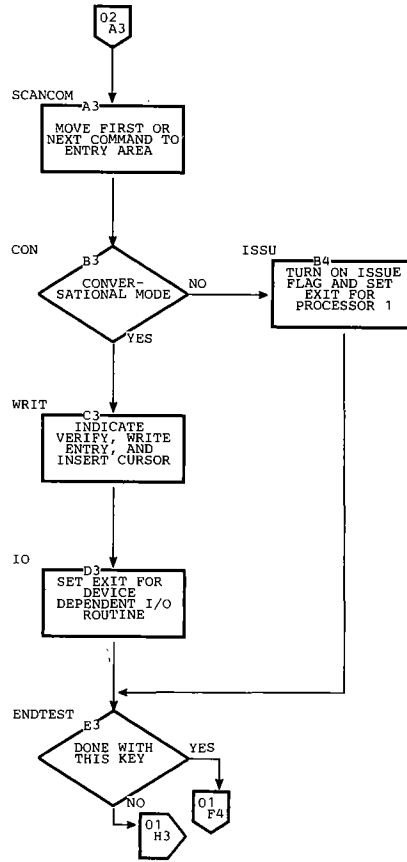 02
A3
SCANCOM
A3
MOVE FIRST OR
NEXT COMMAND TO
ENTRY AREA
CON
B3
CONVER-
SATIONAL MODE
NO
YES
ISSU
B4
TURN ON ISSUE
FLAG AND SET
EXIT FOR
PROCESSOR 1
WRIT
C3
INDICATE
VERIFY, WRITE
ENTRY, AND
INSERT CURSOR
IO
D3
SET EXIT FOR
DEVICE
DEPENDENT I/O
ROUTINE
ENDTEST
E3
DONE WITH
THIS KEY
YES
NO
01
F4
01
H3